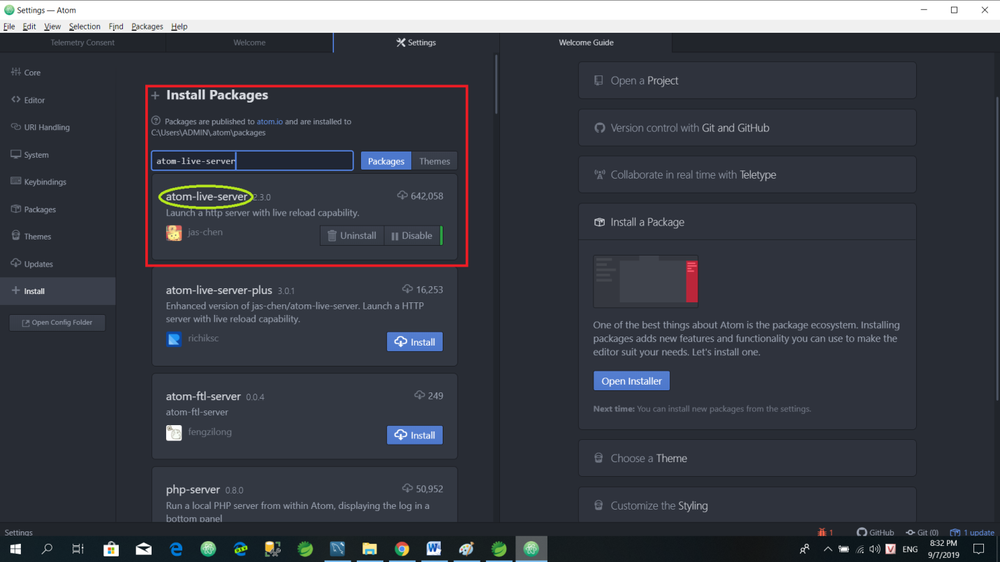 Settings — Atom
File Edit View Selection Find Packages Help
Telemetry Consent
Welcome
Settings
Welcome Guide
Core
Editor
URI Handling
System
Keybindings
Packages
Themes
Updates
Install
Open Config Folder
Install Packages
Packages are published to atom.io and are installed to
C:\Users\ADMIN\.atom\packages
atom-live-server
Packages Themes
atom-live-server 2.3.0 642,058
Launch a http server with live reload capability.
jas-chen
Uninstall Disable
atom-live-server-plus 3.0.1 16,253
Enhanced version of jas-chen/atom-live-server. Launch a HTTP
server with live reload capability.
richiksc
Install
atom-ftl-server 0.0.4 249
atom-ftl-server
fengzilong
Install
php-server 0.8.0 50,952
Run a local PHP server from within Atom, displaying the log in a
bottom panel
Open a Project
Version control with Git and GitHub
Collaborate in real time with Teletype
Install a Package
One of the best things about Atom is the package ecosystem. Installing
packages adds new features and functionality you can use to make the
editor suit your needs. Let's install one.
Open Installer
Next time: You can install new packages from the settings.
Choose a Theme
Customize the Styling
Settings
1 GitHub Git (0) 1 update
ENG
8:32 PM
9/7/2019